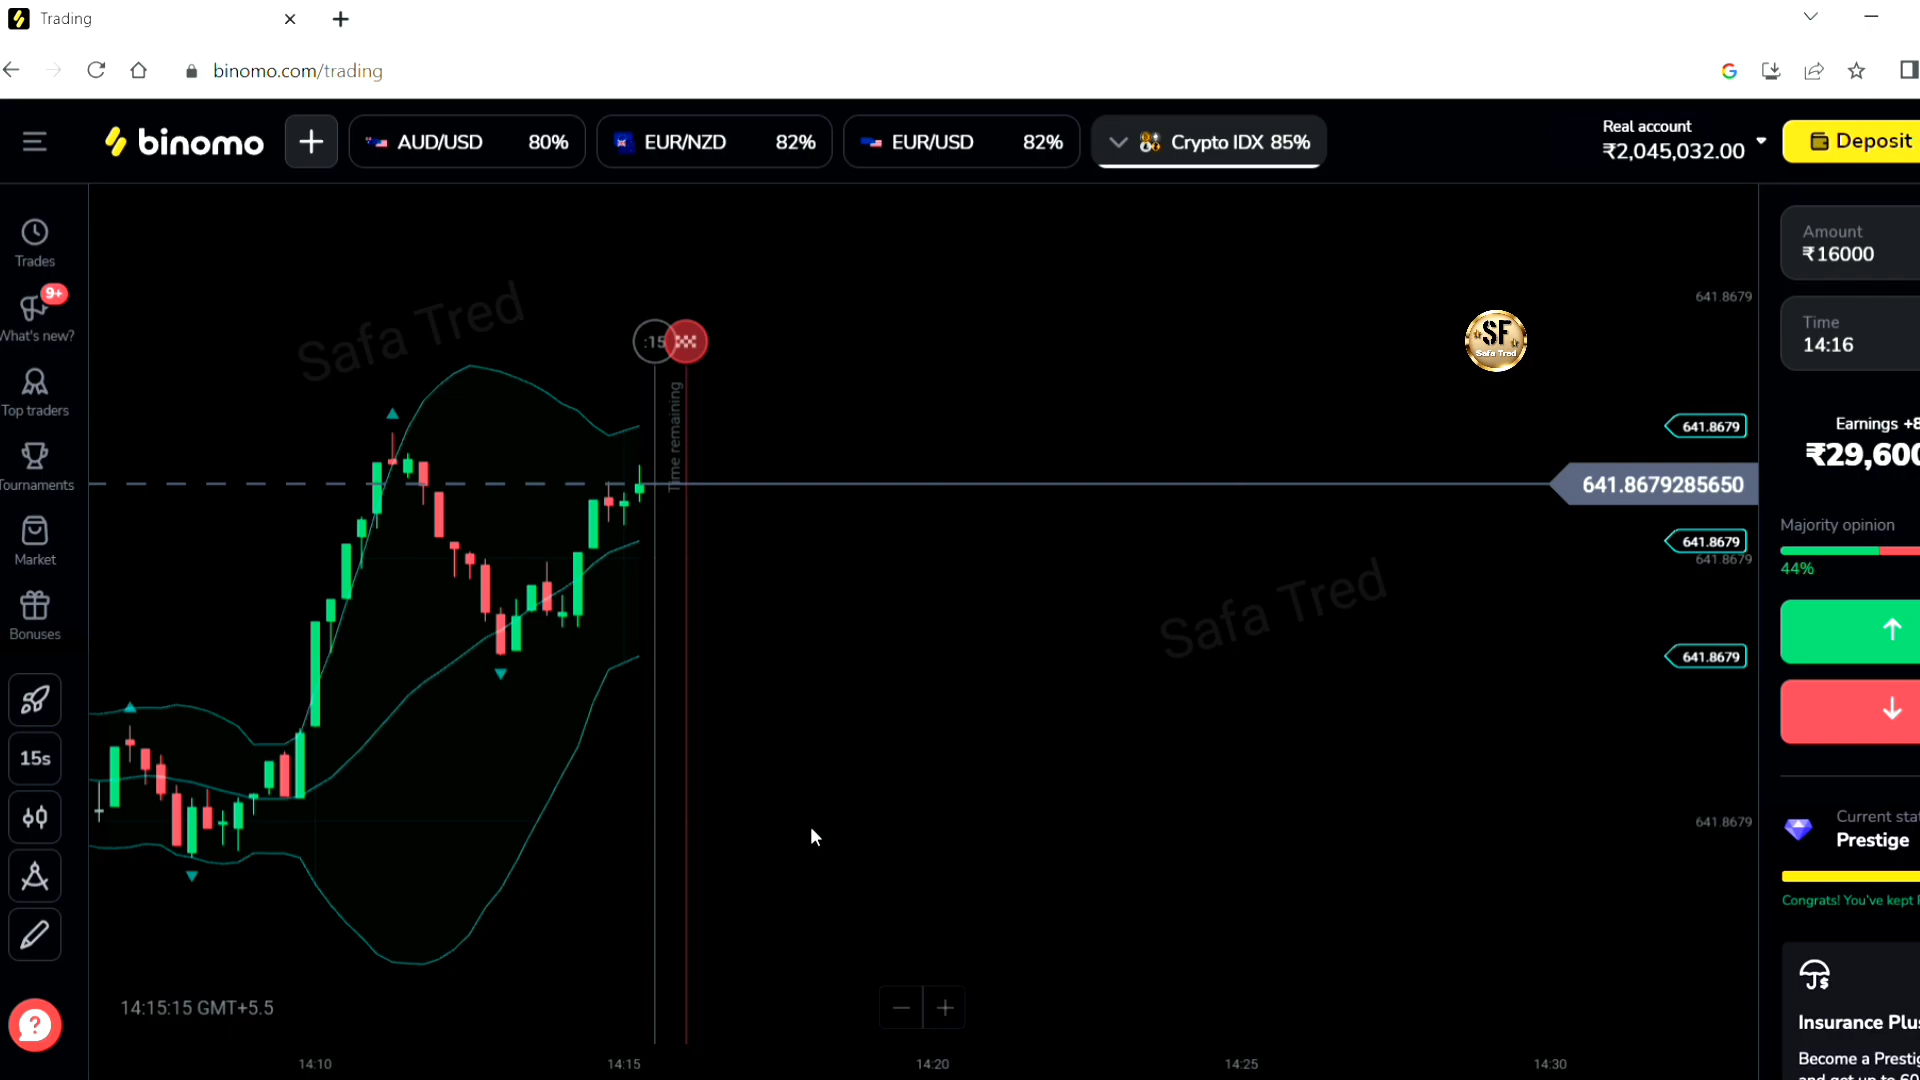 Trading
binomo.com/trading
binomo
AUD/USD 80%
EUR/NZD 82%
EUR/USD 82%
Crypto IDX 85%
Real account
₹2,045,032.00
Deposit
Trades
9+
What's new?
Top traders
Tournaments
Market
Bonuses
15s
Safa Tred
:15
Time remaining
SF
Safa Tred
641.8679
641.8679
641.8679285650
641.8679
641.8679
Safa Tred
641.8679
641.8679
14:15:15 GMT+5.5
14:10
14:15
14:20
14:25
14:30
Amount
₹16000
Time
14:16
Earnings +8
₹29,600
Majority opinion
44%
Current sta
Prestige
Congrats! You've kept
Insurance Plu
Become a Presti